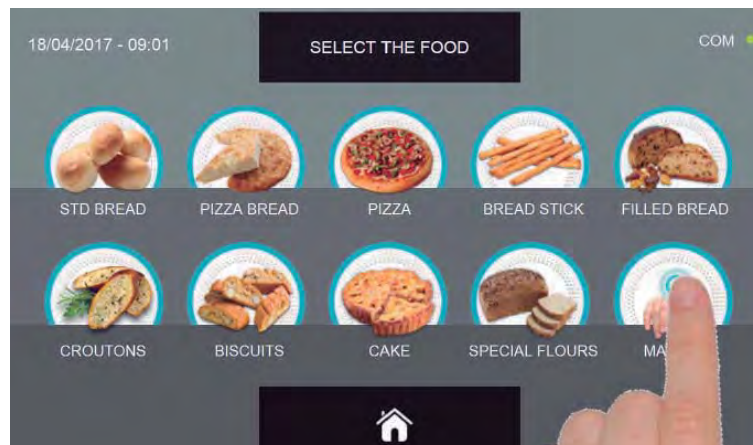 18/04/2017 - 09:01
SELECT THE FOOD
COM
STD BREAD
PIZZA BREAD
PIZZA
BREAD STICK
FILLED BREAD
CROUTONS
BISCUITS
CAKE
SPECIAL FLOURS